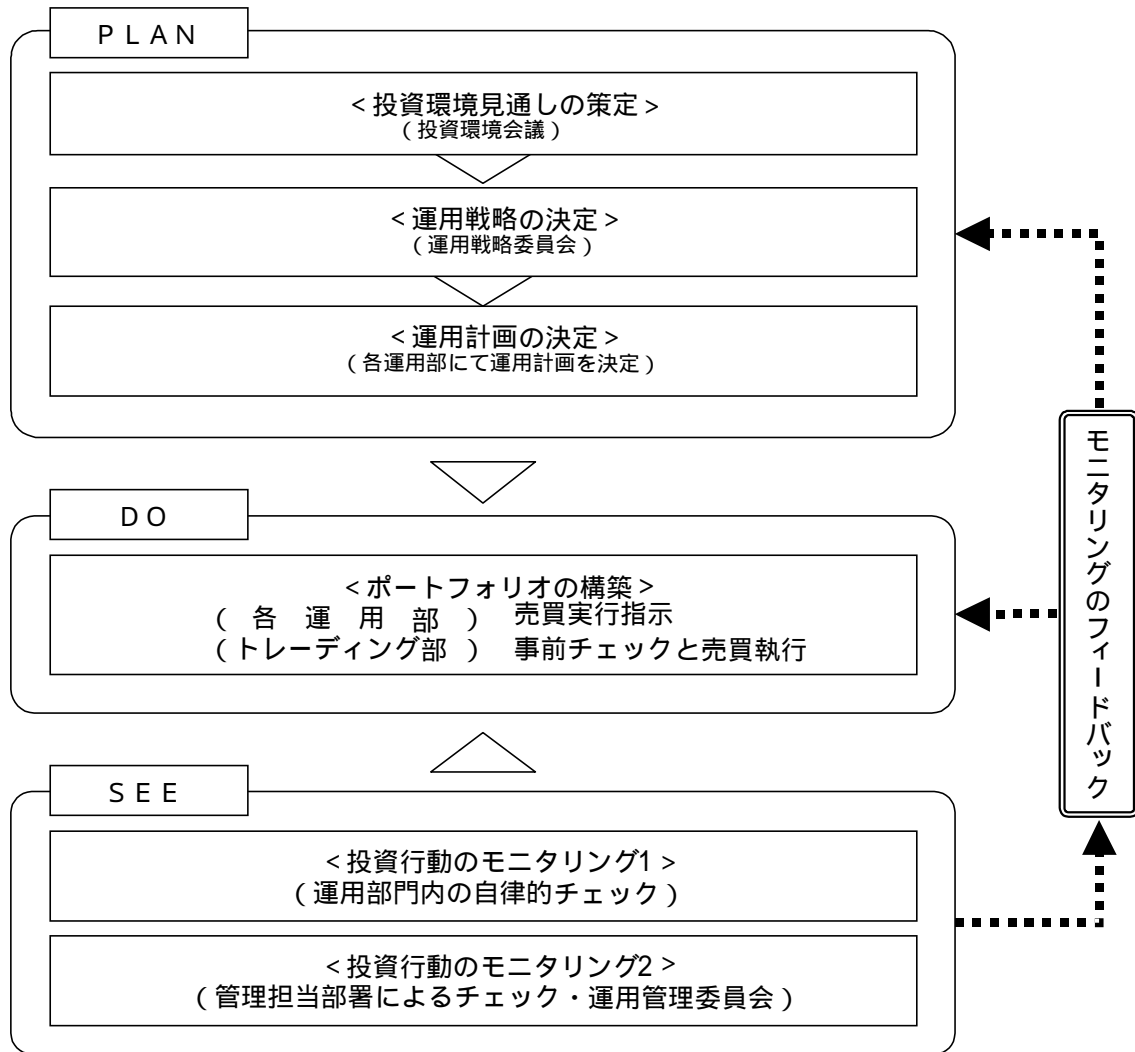 PLAN
＜投資環境見通しの策定＞
（投資環境会議）
＜運用戦略の決定＞
（運用戦略委員会）
＜運用計画の決定＞
（各運用部にて運用計画を決定）
DO
＜ポートフォリオの構築＞
（各運用部）売買実行指示
（トレーディング部）事前チェックと売買執行
SEE
＜投資行動のモニタリング1＞
（運用部門内の自律的チェック）
＜投資行動のモニタリング2＞
（管理担当部署によるチェック・運用管理委員会）
モニタリングのフィードバック